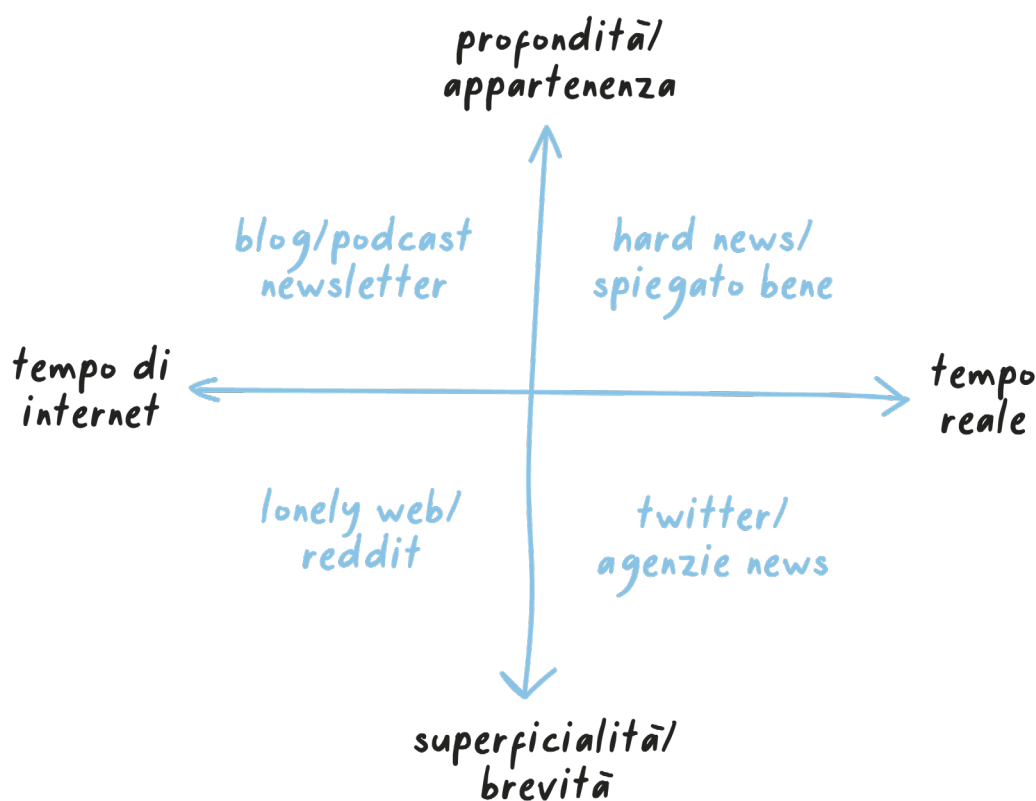 profondità/
appartenenza
blog/podcast
newsletter
hard news/
spiegato bene
tempo di
internet
tempo
reale
lonely web/
reddit
twitter/
agenzie news
superficialità/
brevità